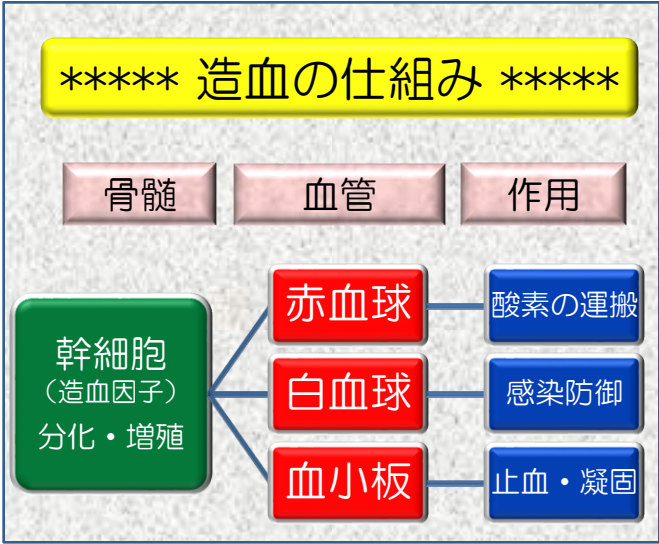 ***** 造血の仕組み *****
骨髄 血管 作用
赤血球 酸素の運搬
幹細胞
（造血因子）
分化・増殖
白血球 感染防御
血小板 止血・凝固